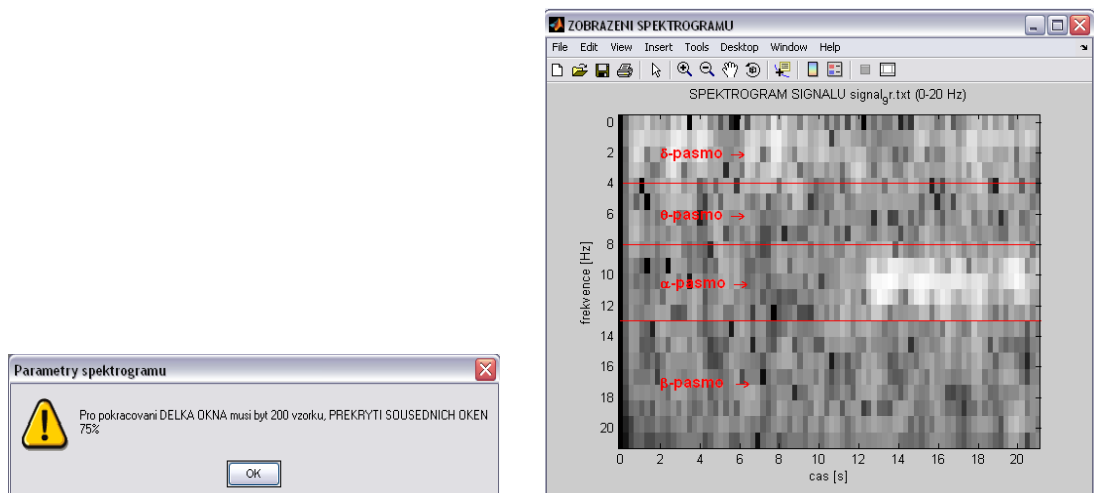 Parametry spektrogramu
Pro pokracovani DELKA OKNA musi byt 200 vzorku, PREKRYTI SOUSEDNICH OKEN
75%
OK
ZOBRAZENI SPEKTROGRAMU
File Edit View Insert Tools Desktop Window Help
SPEKTROGRAM SIGNALU signalgr.txt (0-20 Hz)
frekvence [Hz]
0
2
4
6
8
10
12
14
16
18
20
δ-pasmo →
θ-pasmo →
α-pasmo →
β-pasmo →
0 2 4 6 8 10 12 14 16 18 20
cas [s]